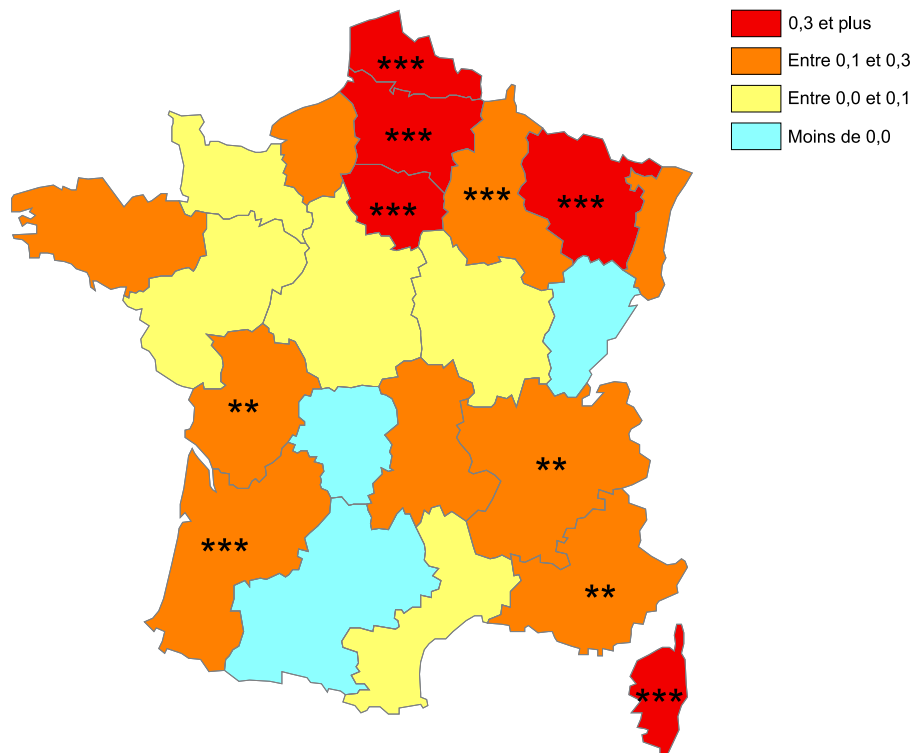 0,3 et plus
Entre 0,1 et 0,3
Entre 0,0 et 0,1
Moins de 0,0
***
***
***
***
***
**
**
***
**
***